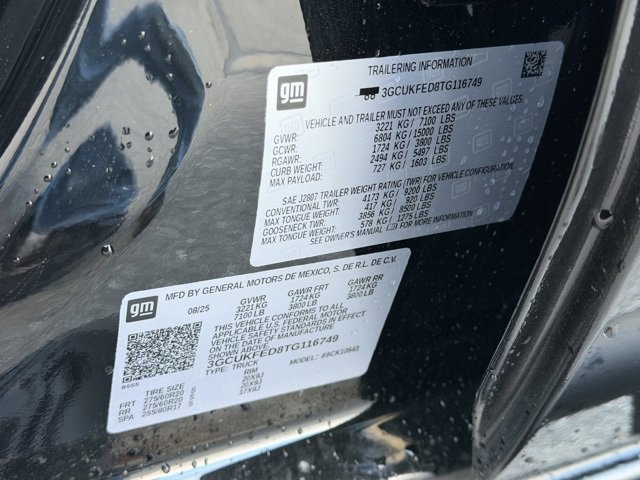 TRAILERING INFORMATION
gm
3GCUKFED8TG116749
VEHICLE AND TRAILER MUST NOT EXCEED ANY OF THESE VALUES.
GVWR: 3221 KG / 7100 LBS
GCWR: 6804 KG / 15000 LBS
RGAWR: 1724 KG / 3800 LBS
CURB WEIGHT: 2494 KG / 5497 LBS
MAX PAYLOAD: 727 KG / 1603 LBS
SAE J2807 TRAILER WEIGHT RATING (TWR) FOR VEHICLE CONFIGURATION.
CONVENTIONAL TWR: 4173 KG / 9200 LBS
MAX TONGUE WEIGHT: 417 KG / 920 LBS
GOOSENECK TWR: 3856 KG / 8500 LBS
MAX TONGUE WEIGHT: 578 KG / 1275 LBS
SEE OWNER'S MANUAL FOR MORE INFORMATION
gm
MFD BY GENERAL MOTORS DE MEXICO, S. DE R.L. DE C.V.
08/25 GVWR GAWR FRT GAWR RR
3221 KG 1724 KG 1724 KG
7100 LB 3800 LB 3800 LB
THIS VEHICLE CONFORMS TO ALL
APPLICABLE U.S. FEDERAL MOTOR
VEHICLE SAFETY AND THEFT PREVENTION
STANDARDS IN EFFECT ON THE DATE OF MANUFACTURE
SHOWN ABOVE.
3GCUKFED8TG116749
TYPE: TRUCK MODEL:
TIRE SIZE RIM
FRT 275/60R20 S 20X9J
RR 275/60R20 S 20X9J
SPA 255/80R17 S 17X8J